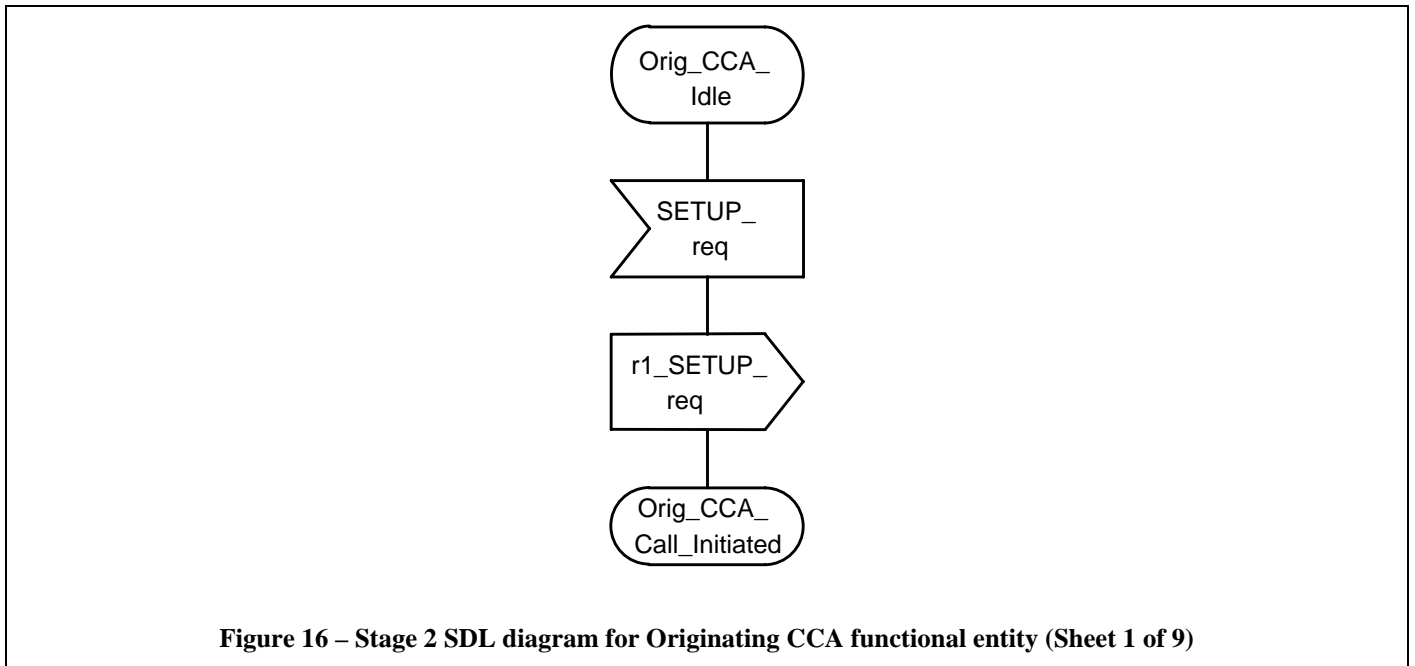 Orig_CCA_
Idle
SETUP_
req
r1_SETUP_
req
Orig_CCA_
Call_Initiated
Figure 16 – Stage 2 SDL diagram for Originating CCA functional entity (Sheet 1 of 9)